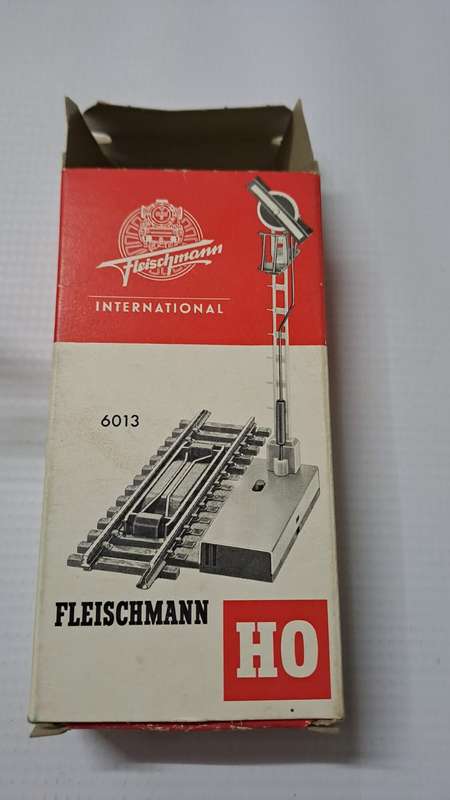 Fleischmann
INTERNATIONAL
6013
FLEISCHMANN
HO